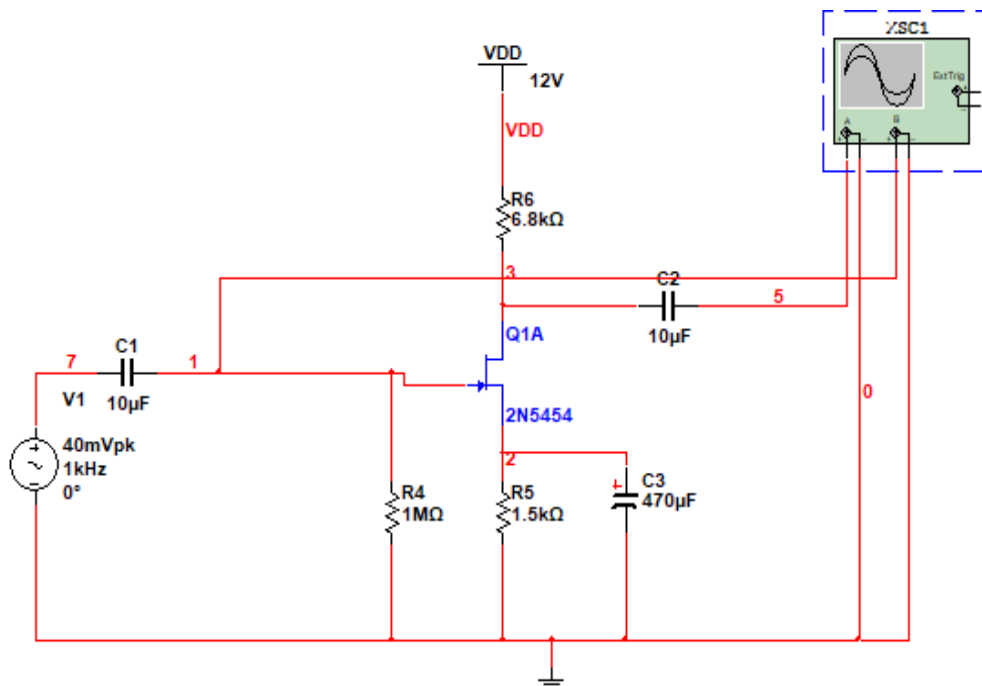 XSC1
Ext Trig
A
B
VDD
12V
VDD
R6
6.8kΩ
3
C2
10µF
5
Q1A
C1
10µF
7
1
V1
40mVpk
1kHz
0°
2N5454
0
2
R4
1MΩ
R5
1.5kΩ
C3
470µF